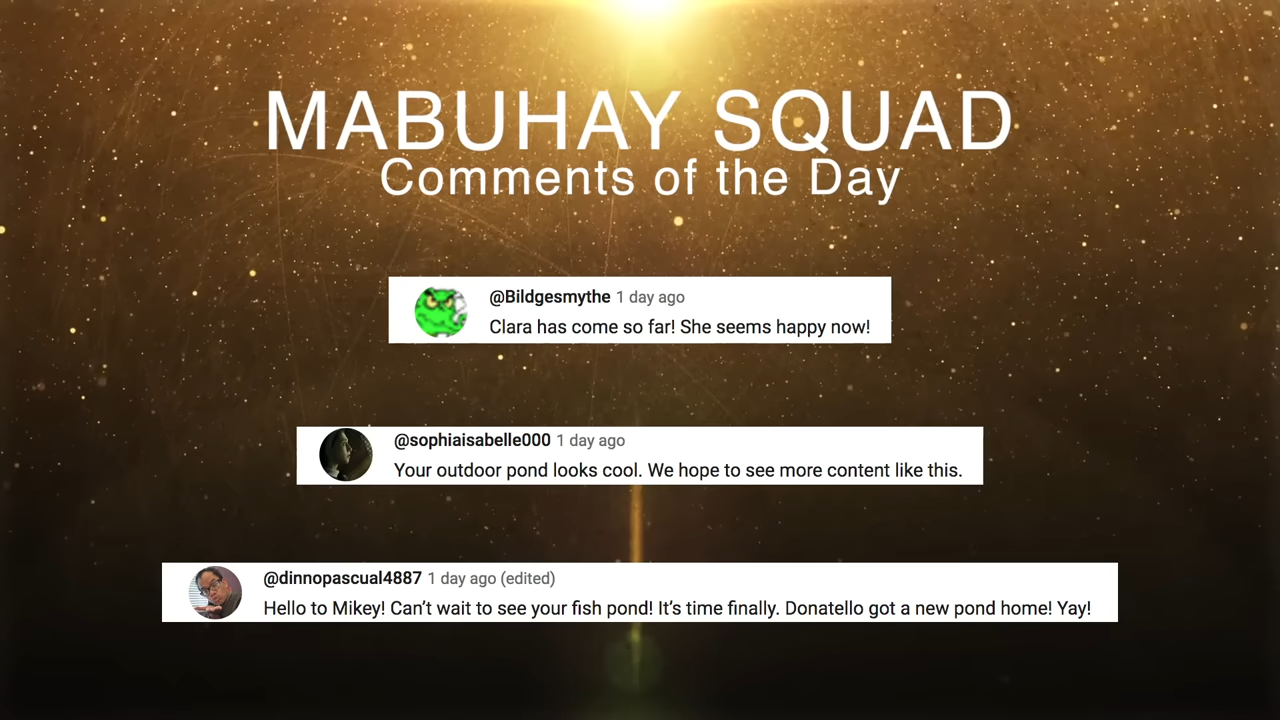 MABUHAY SQUAD
Comments of the Day
@Bildgesmythe 1 day ago
Clara has come so far! She seems happy now!
@sophiaisabelle000 1 day ago
Your outdoor pond looks cool. We hope to see more content like this.
@dinnopascual4887 1 day ago (edited)
Hello to Mikey! Can’t wait to see your fish pond! It’s time finally. Donatello got a new pond home! Yay!